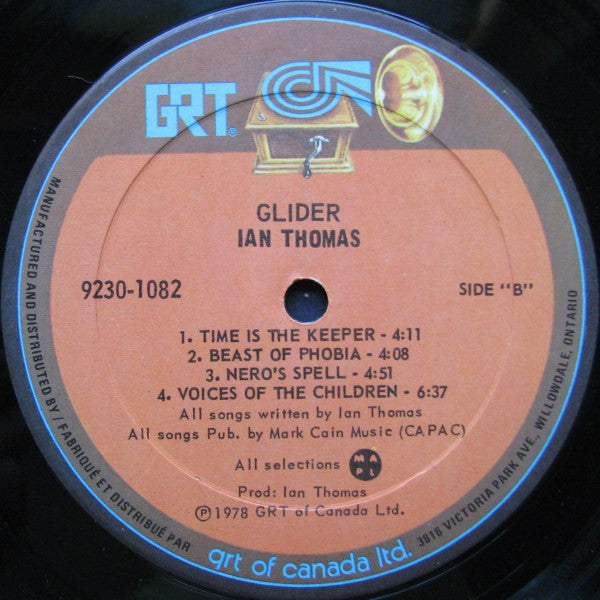 GRT®
GLIDER
IAN THOMAS
9230-1082
SIDE "B"
1. TIME IS THE KEEPER - 4:11
2. BEAST OF PHOBIA - 4:08
3. NERO'S SPELL - 4:51
4. VOICES OF THE CHILDREN - 6:37
All songs written by Ian Thomas
All songs Pub. by Mark Cain Music (CAPAC)
All selections MAPL
Prod: Ian Thomas
Ⓟ1978 GRT of Canada Ltd.
MANUFACTURED AND DISTRIBUTED BY / FABRIQUÉ ET DISTRIBUÉ PAR
grt of canada ltd.
3816 VICTORIA PARK AVE., WILLOWDALE, ONTARIO